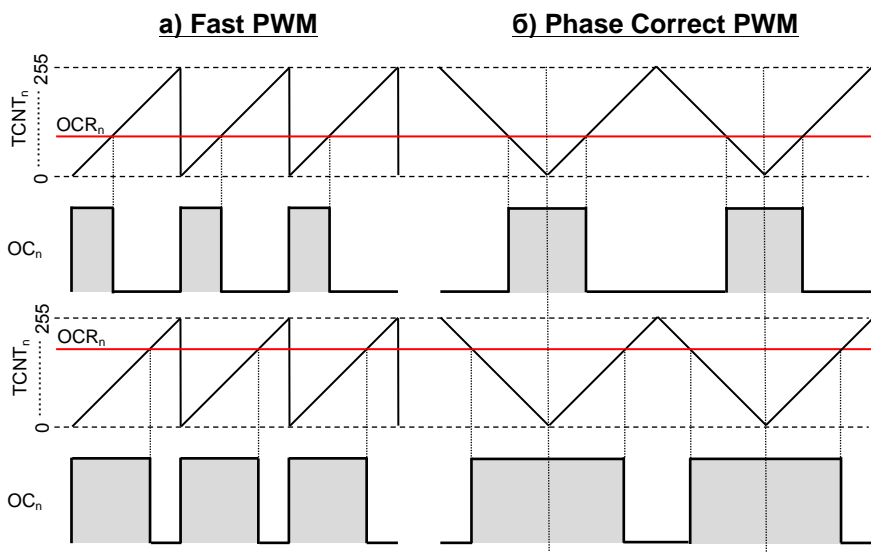 а) Fast PWM
б) Phase Correct PWM
TCNTn
0 ........ 255
OCRn
OCn
TCNTn
0 ........ 255
OCRn
OCn